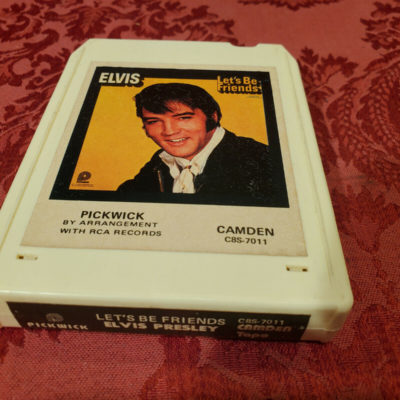 ELVIS
Let's Be
Friends
PICKWICK
BY ARRANGEMENT
WITH RCA RECORDS
CAMDEN
C8S-7011
LET'S BE FRIENDS
ELVIS PRESLEY
PICKWICK
C8S-7011
CAMDEN
Tape